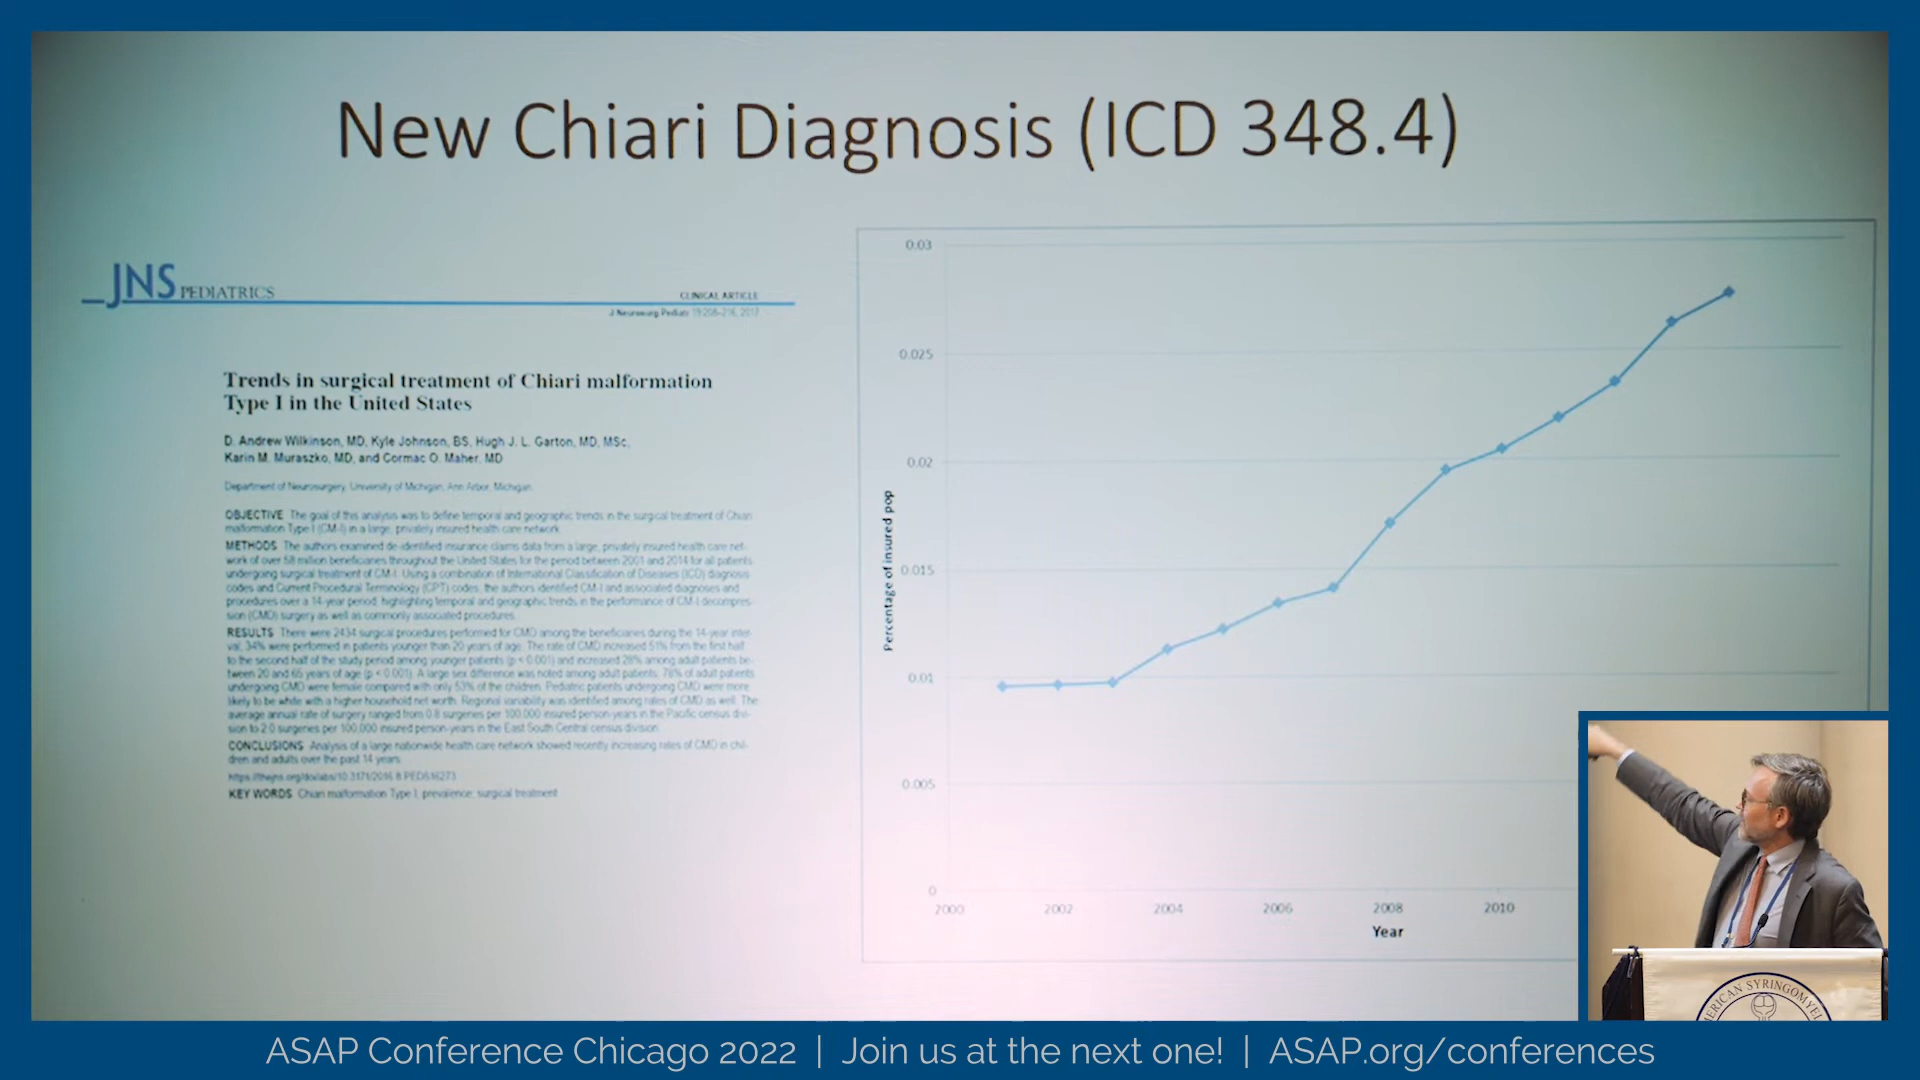 New Chiari Diagnosis (ICD 348.4)
JNS PEDIATRICS
CLINICAL ARTICLE
J Neurosurg Pediatr 19:208–216, 2017
Trends in surgical treatment of Chiari malformation
Type I in the United States
D. Andrew Wilkinson, MD, Kyle Johnson, BS, Hugh J. L. Garton, MD, MSc,
Karin M. Muraszko, MD, and Cormac O. Maher, MD
Department of Neurosurgery, University of Michigan, Ann Arbor, Michigan
OBJECTIVE The goal of this analysis was to define temporal and geographic trends in the surgical treatment of Chiari
malformation Type I (CM-I) in a large, privately insured health care network.
METHODS The authors examined de-identified insurance claims data from a large, privately insured health care net-
work of over 58 million beneficiaries throughout the United States for the period between 2001 and 2014 for all patients
undergoing surgical treatment of CM-I. Using a combination of International Classification of Diseases (ICD) diagnosis
codes and Current Procedural Terminology (CPT) codes, the authors identified CM-I and associated diagnoses and
procedures over a 14-year period, highlighting temporal and geographic trends in the performance of CM-I decompres-
sion (CMD) surgery as well as commonly associated procedures.
RESULTS There were 2434 surgical procedures performed for CMD among the beneficiaries during the 14-year inter-
val; 34% were performed in patients younger than 20 years of age. The rate of CMD increased 51% from the first half
to the second half of the study period among younger patients (p < 0.001) and increased 28% among adult patients be-
tween 20 and 65 years of age (p < 0.001). A large sex difference was noted among adult patients; 78% of adult patients
undergoing CMD were female compared with only 53% of the children. Pediatric patients undergoing CMD were more
likely to be white with a higher household net worth. Regional variability was identified among rates of CMD as well. The
average annual rate of surgery ranged from 0.8 surgeries per 100,000 insured person-years in the Pacific census divi-
sion to 2.0 surgeries per 100,000 insured person-years in the East South Central census division.
CONCLUSIONS Analysis of a large nationwide health care network showed recently increasing rates of CMD in chil-
dren and adults over the past 14 years.
https://thejns.org/doi/abs/10.3171/2016.8.PEDS16273
KEY WORDS Chiari malformation Type I; prevalence; surgical treatment
0.03
0.025
0.02
0.015
0.01
0.005
0
Percentage of insured pop
2000 2002 2004 2006 2008 2010
Year
ERICAN SYRINGOMYEL
ASAP Conference Chicago 2022 | Join us at the next one! | ASAP.org/conferences